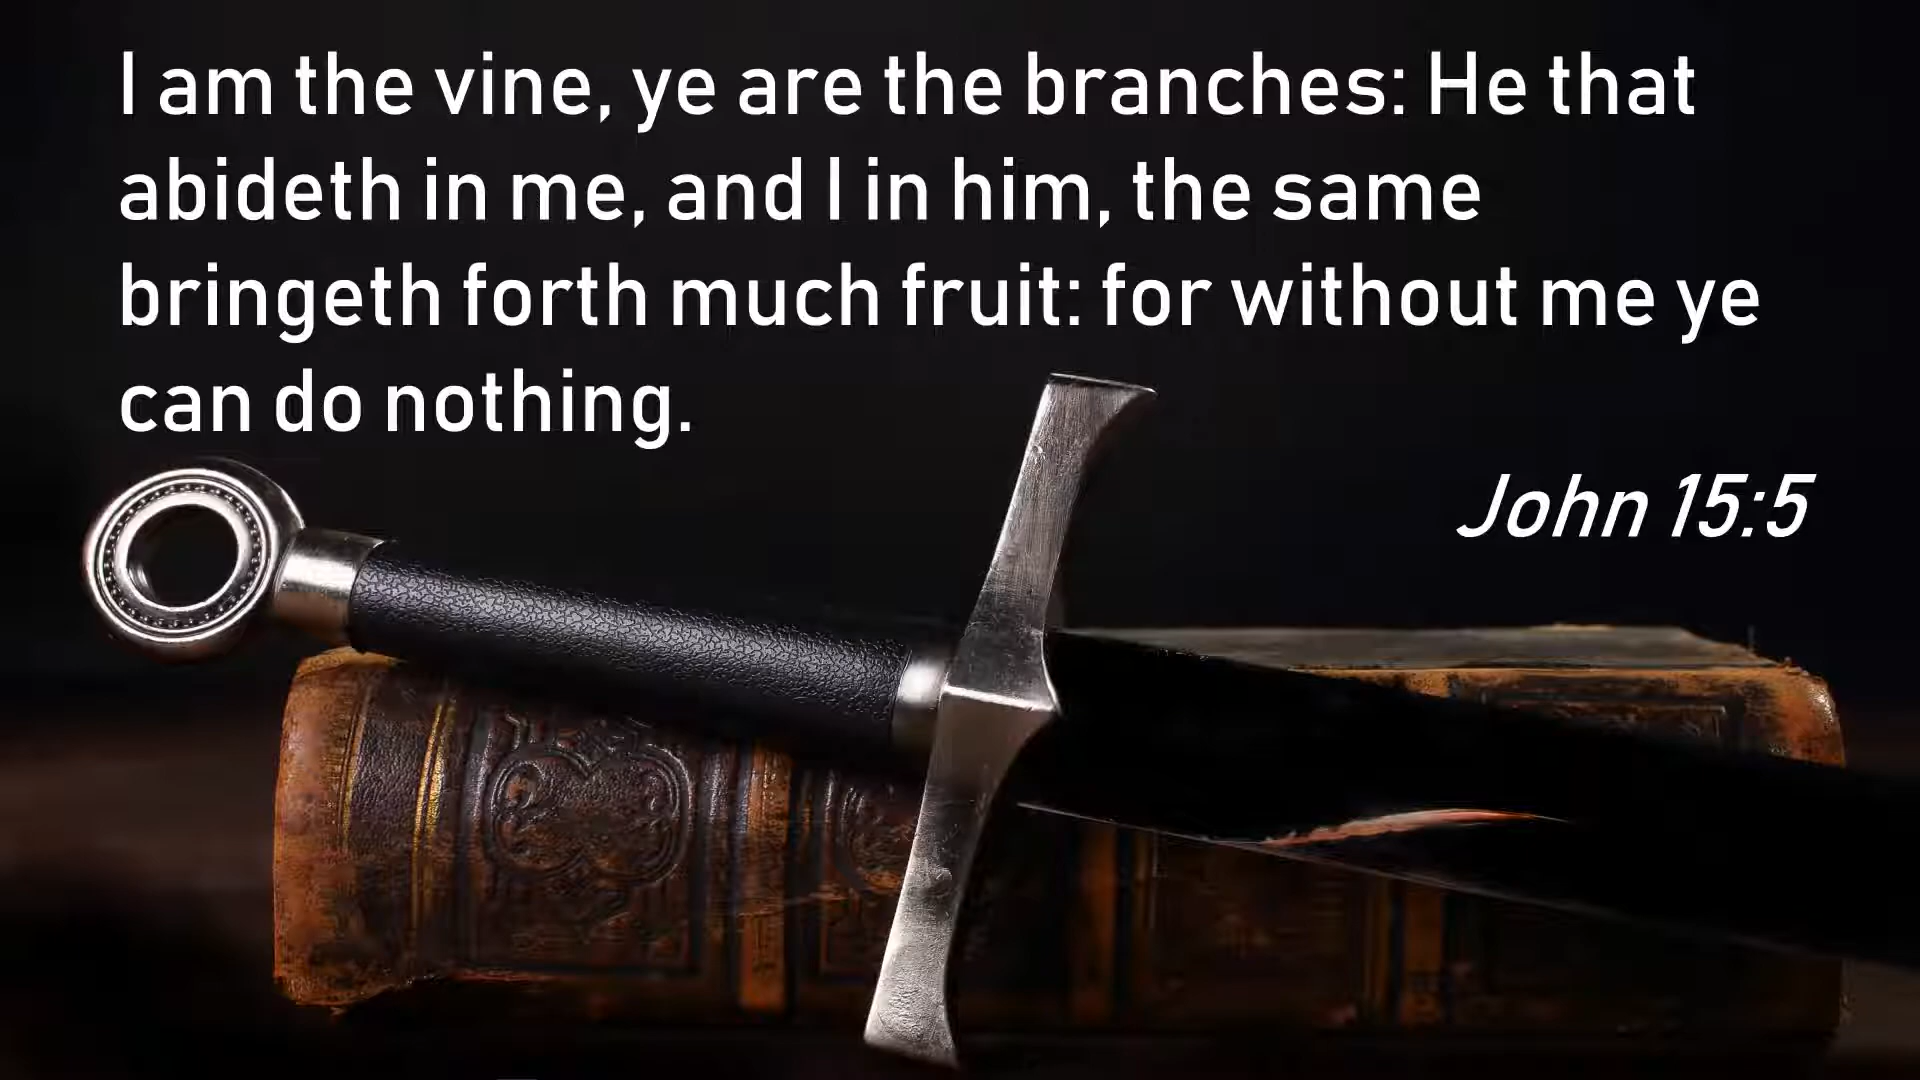 I am the vine, ye are the branches: He that
abideth in me, and I in him, the same
bringeth forth much fruit: for without me ye
can do nothing.
John 15:5